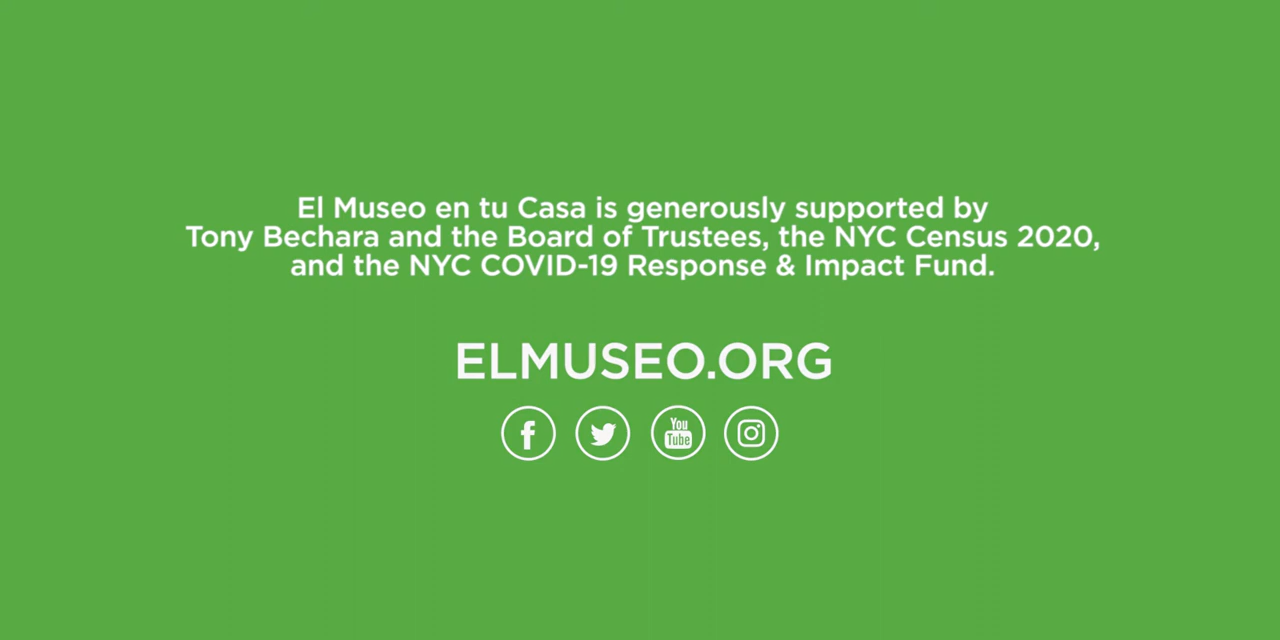 El Museo en tu Casa is generously supported by
Tony Bechara and the Board of Trustees, the NYC Census 2020,
and the NYC COVID-19 Response & Impact Fund.
ELMUSEO.ORG
You
Tube